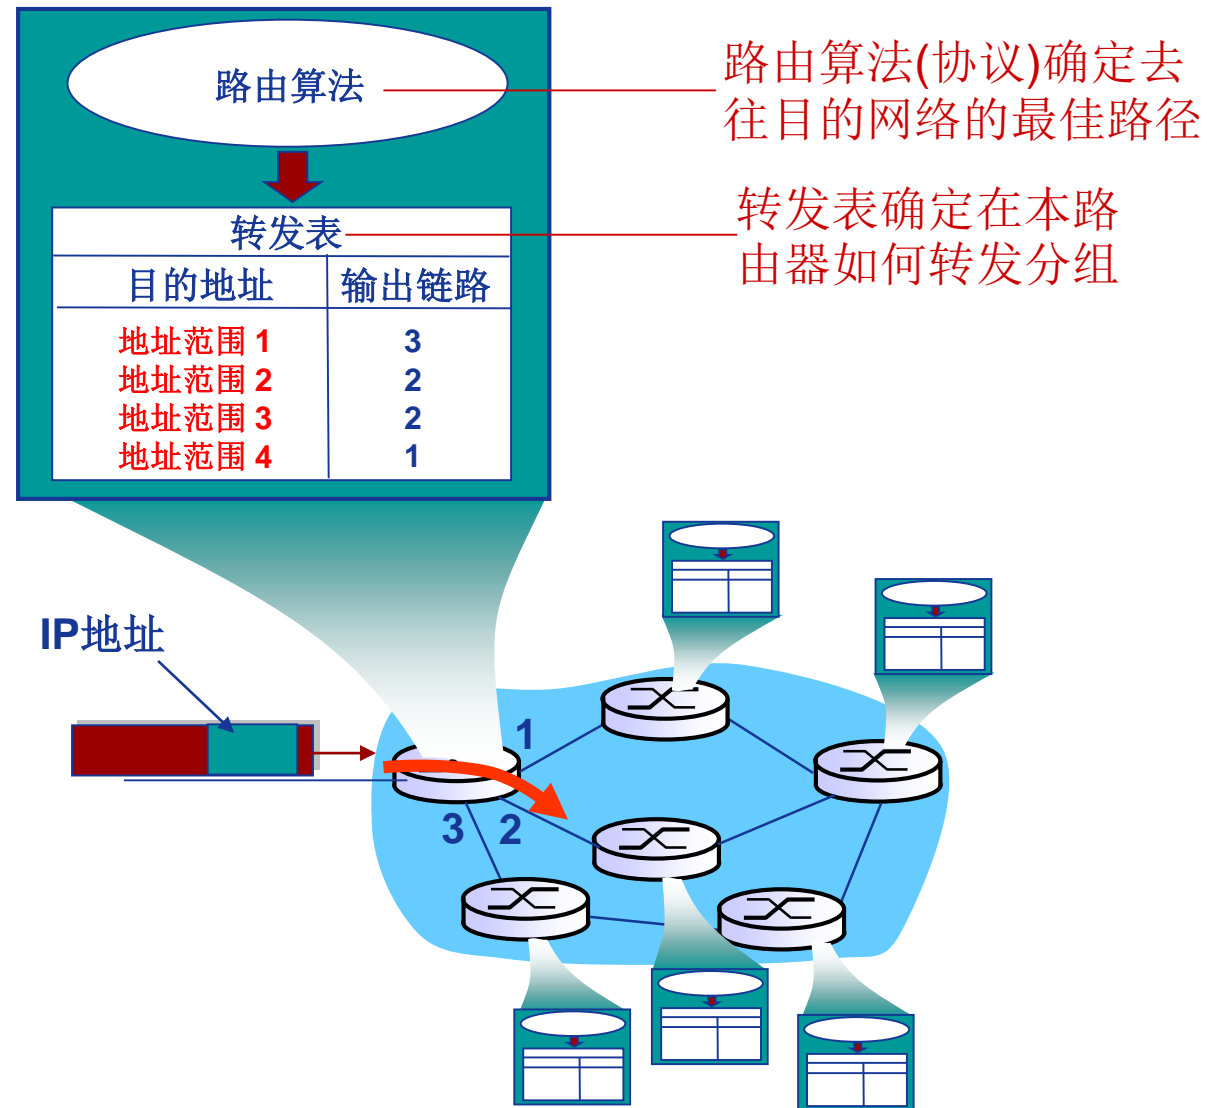 路由算法
路由算法(协议)确定去
往目的网络的最佳路径
转发表
转发表确定在本路
由器如何转发分组
目的地址 输出链路
地址范围 1 3
地址范围 2 2
地址范围 3 2
地址范围 4 1
IP地址
1
3 2